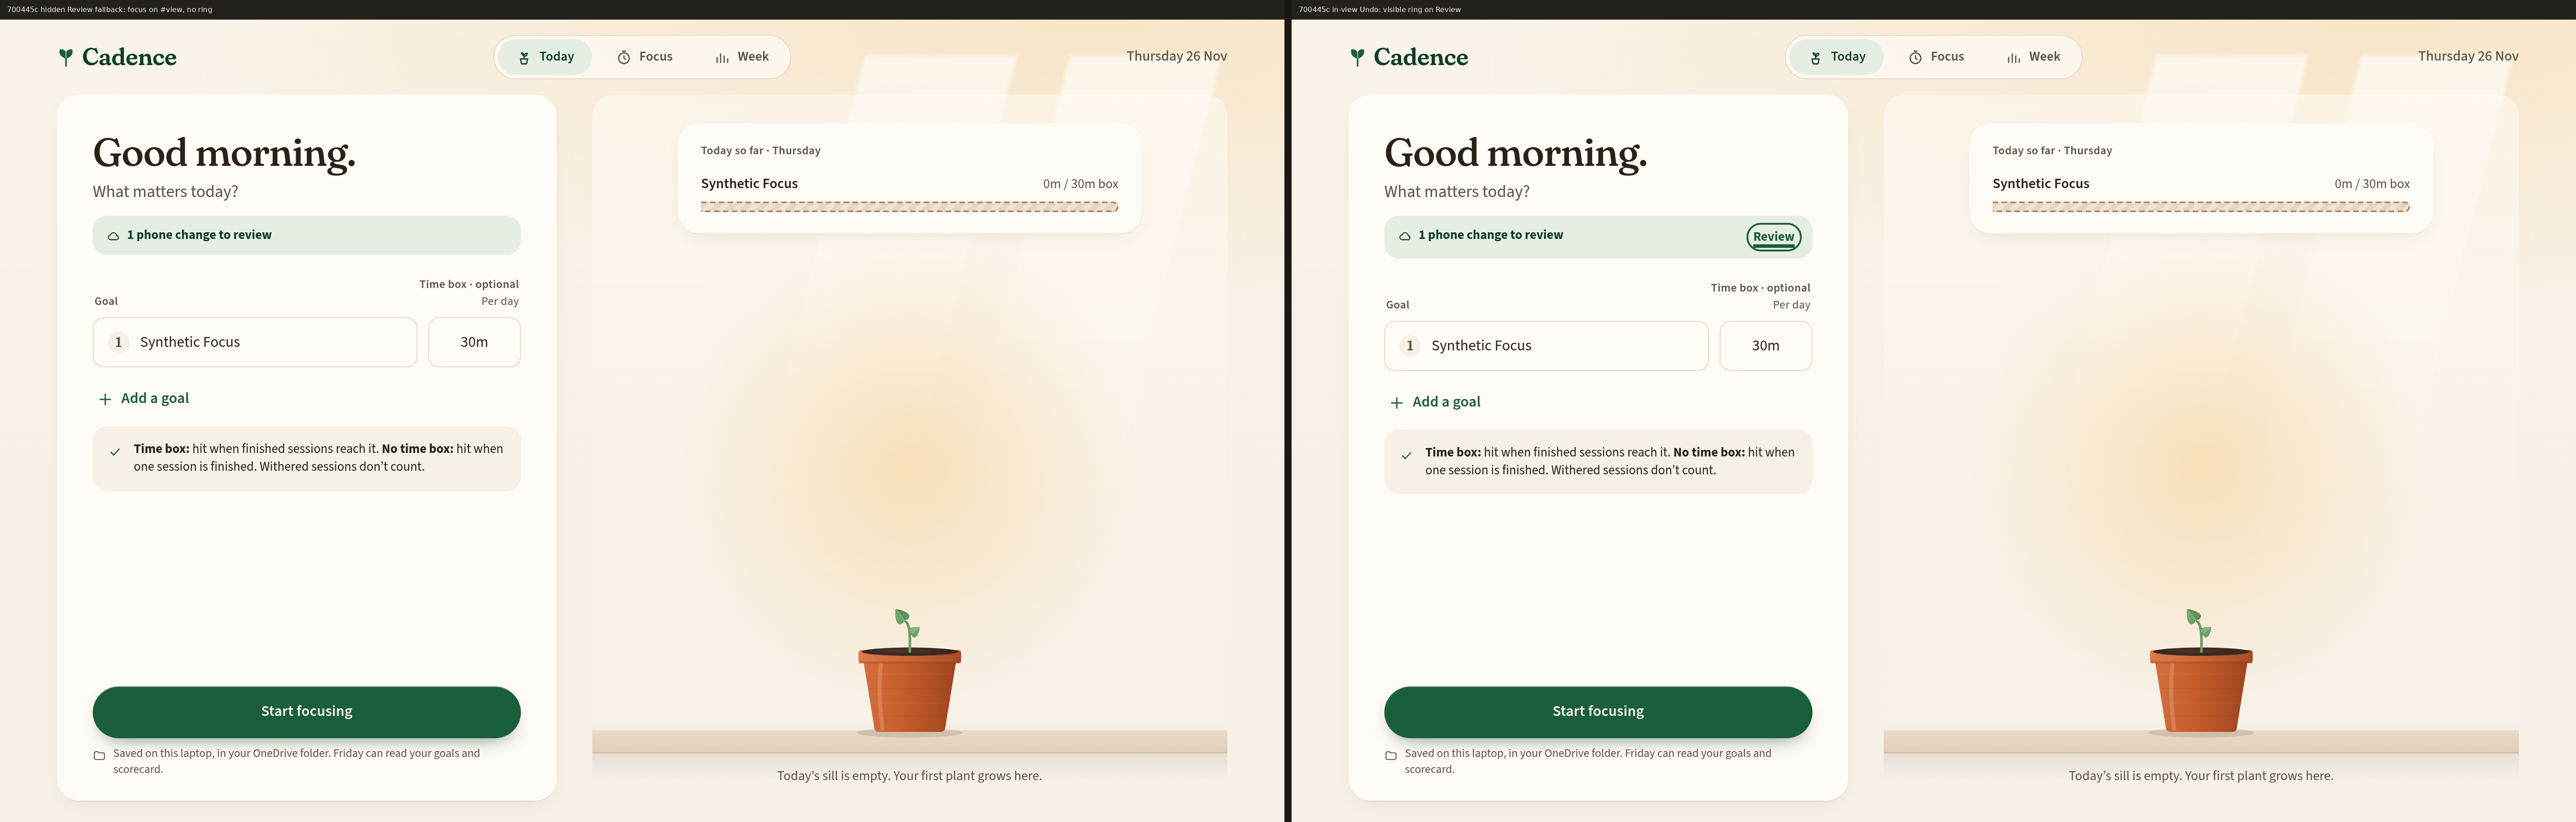 700445c hidden Review fallback: focus on #view, no ring
Cadence
Today
Focus
Week
Thursday 26 Nov
Good morning.
What matters today?
1 phone change to review
Goal
Time box · optional
Per day
1
Synthetic Focus
30m
Add a goal
Time box: hit when finished sessions reach it. No time box: hit when
one session is finished. Withered sessions don’t count.
Start focusing
Saved on this laptop, in your OneDrive folder. Friday can read your goals and
scorecard.
Today so far · Thursday
Synthetic Focus
0m / 30m box
Today’s sill is empty. Your first plant grows here.
700445c in-view Undo: visible ring on Review
Cadence
Today
Focus
Week
Thursday 26 Nov
Good morning.
What matters today?
1 phone change to review
Review
Goal
Time box · optional
Per day
1
Synthetic Focus
30m
Add a goal
Time box: hit when finished sessions reach it. No time box: hit when
one session is finished. Withered sessions don’t count.
Start focusing
Saved on this laptop, in your OneDrive folder. Friday can read your goals and
scorecard.
Today so far · Thursday
Synthetic Focus
0m / 30m box
Today’s sill is empty. Your first plant grows here.